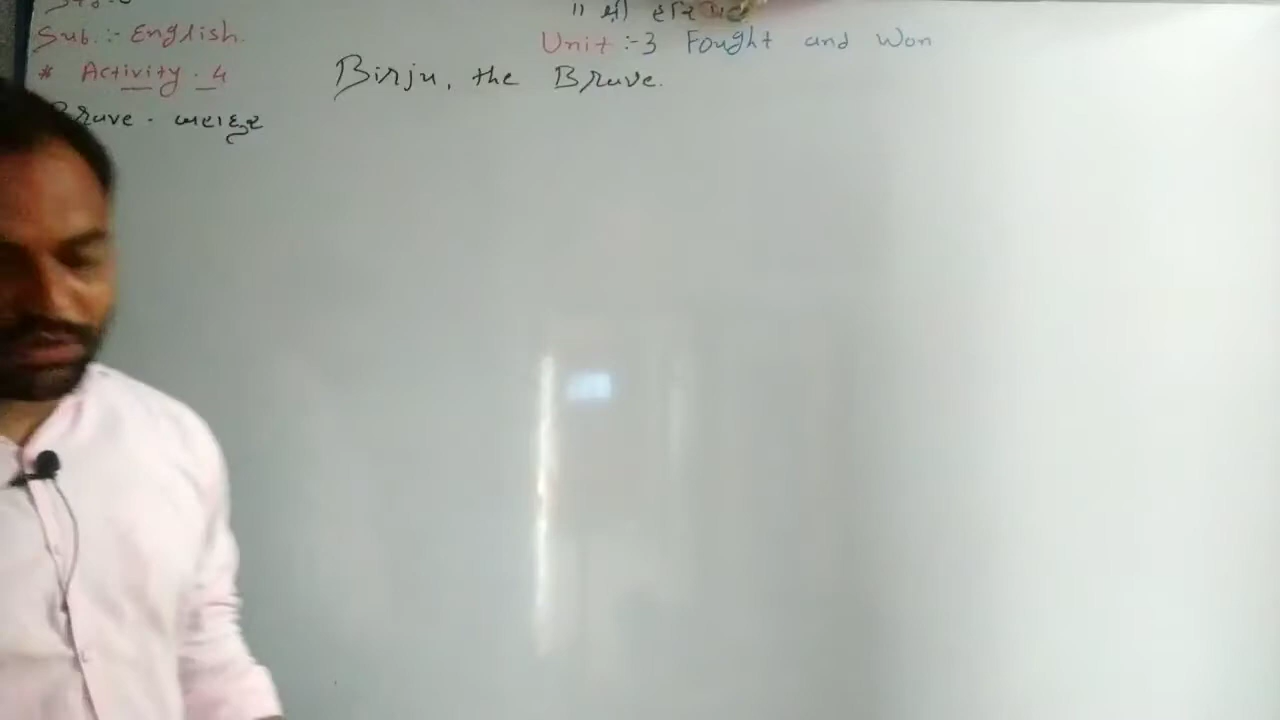 ॥ શ્રી હરિ
Sub. :- English.
Unit :-3 Fought and Won
* Activity. 4
Birju, the Brave.
Brave - બહાદુર